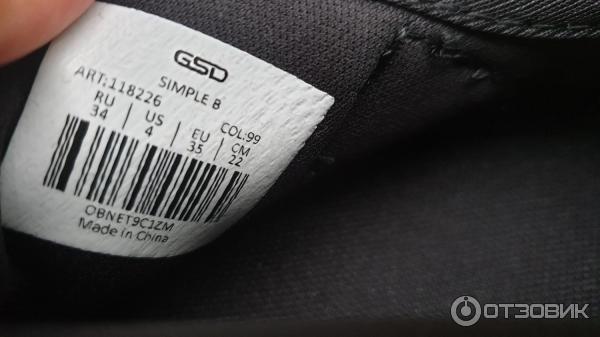 GSD
SIMPLE B
ART:118226 COL:99
RU | US | EU | CM
34 | 4 | 35 | 22
OBNET9C1ZM
Made in China
ОТЗОВИК